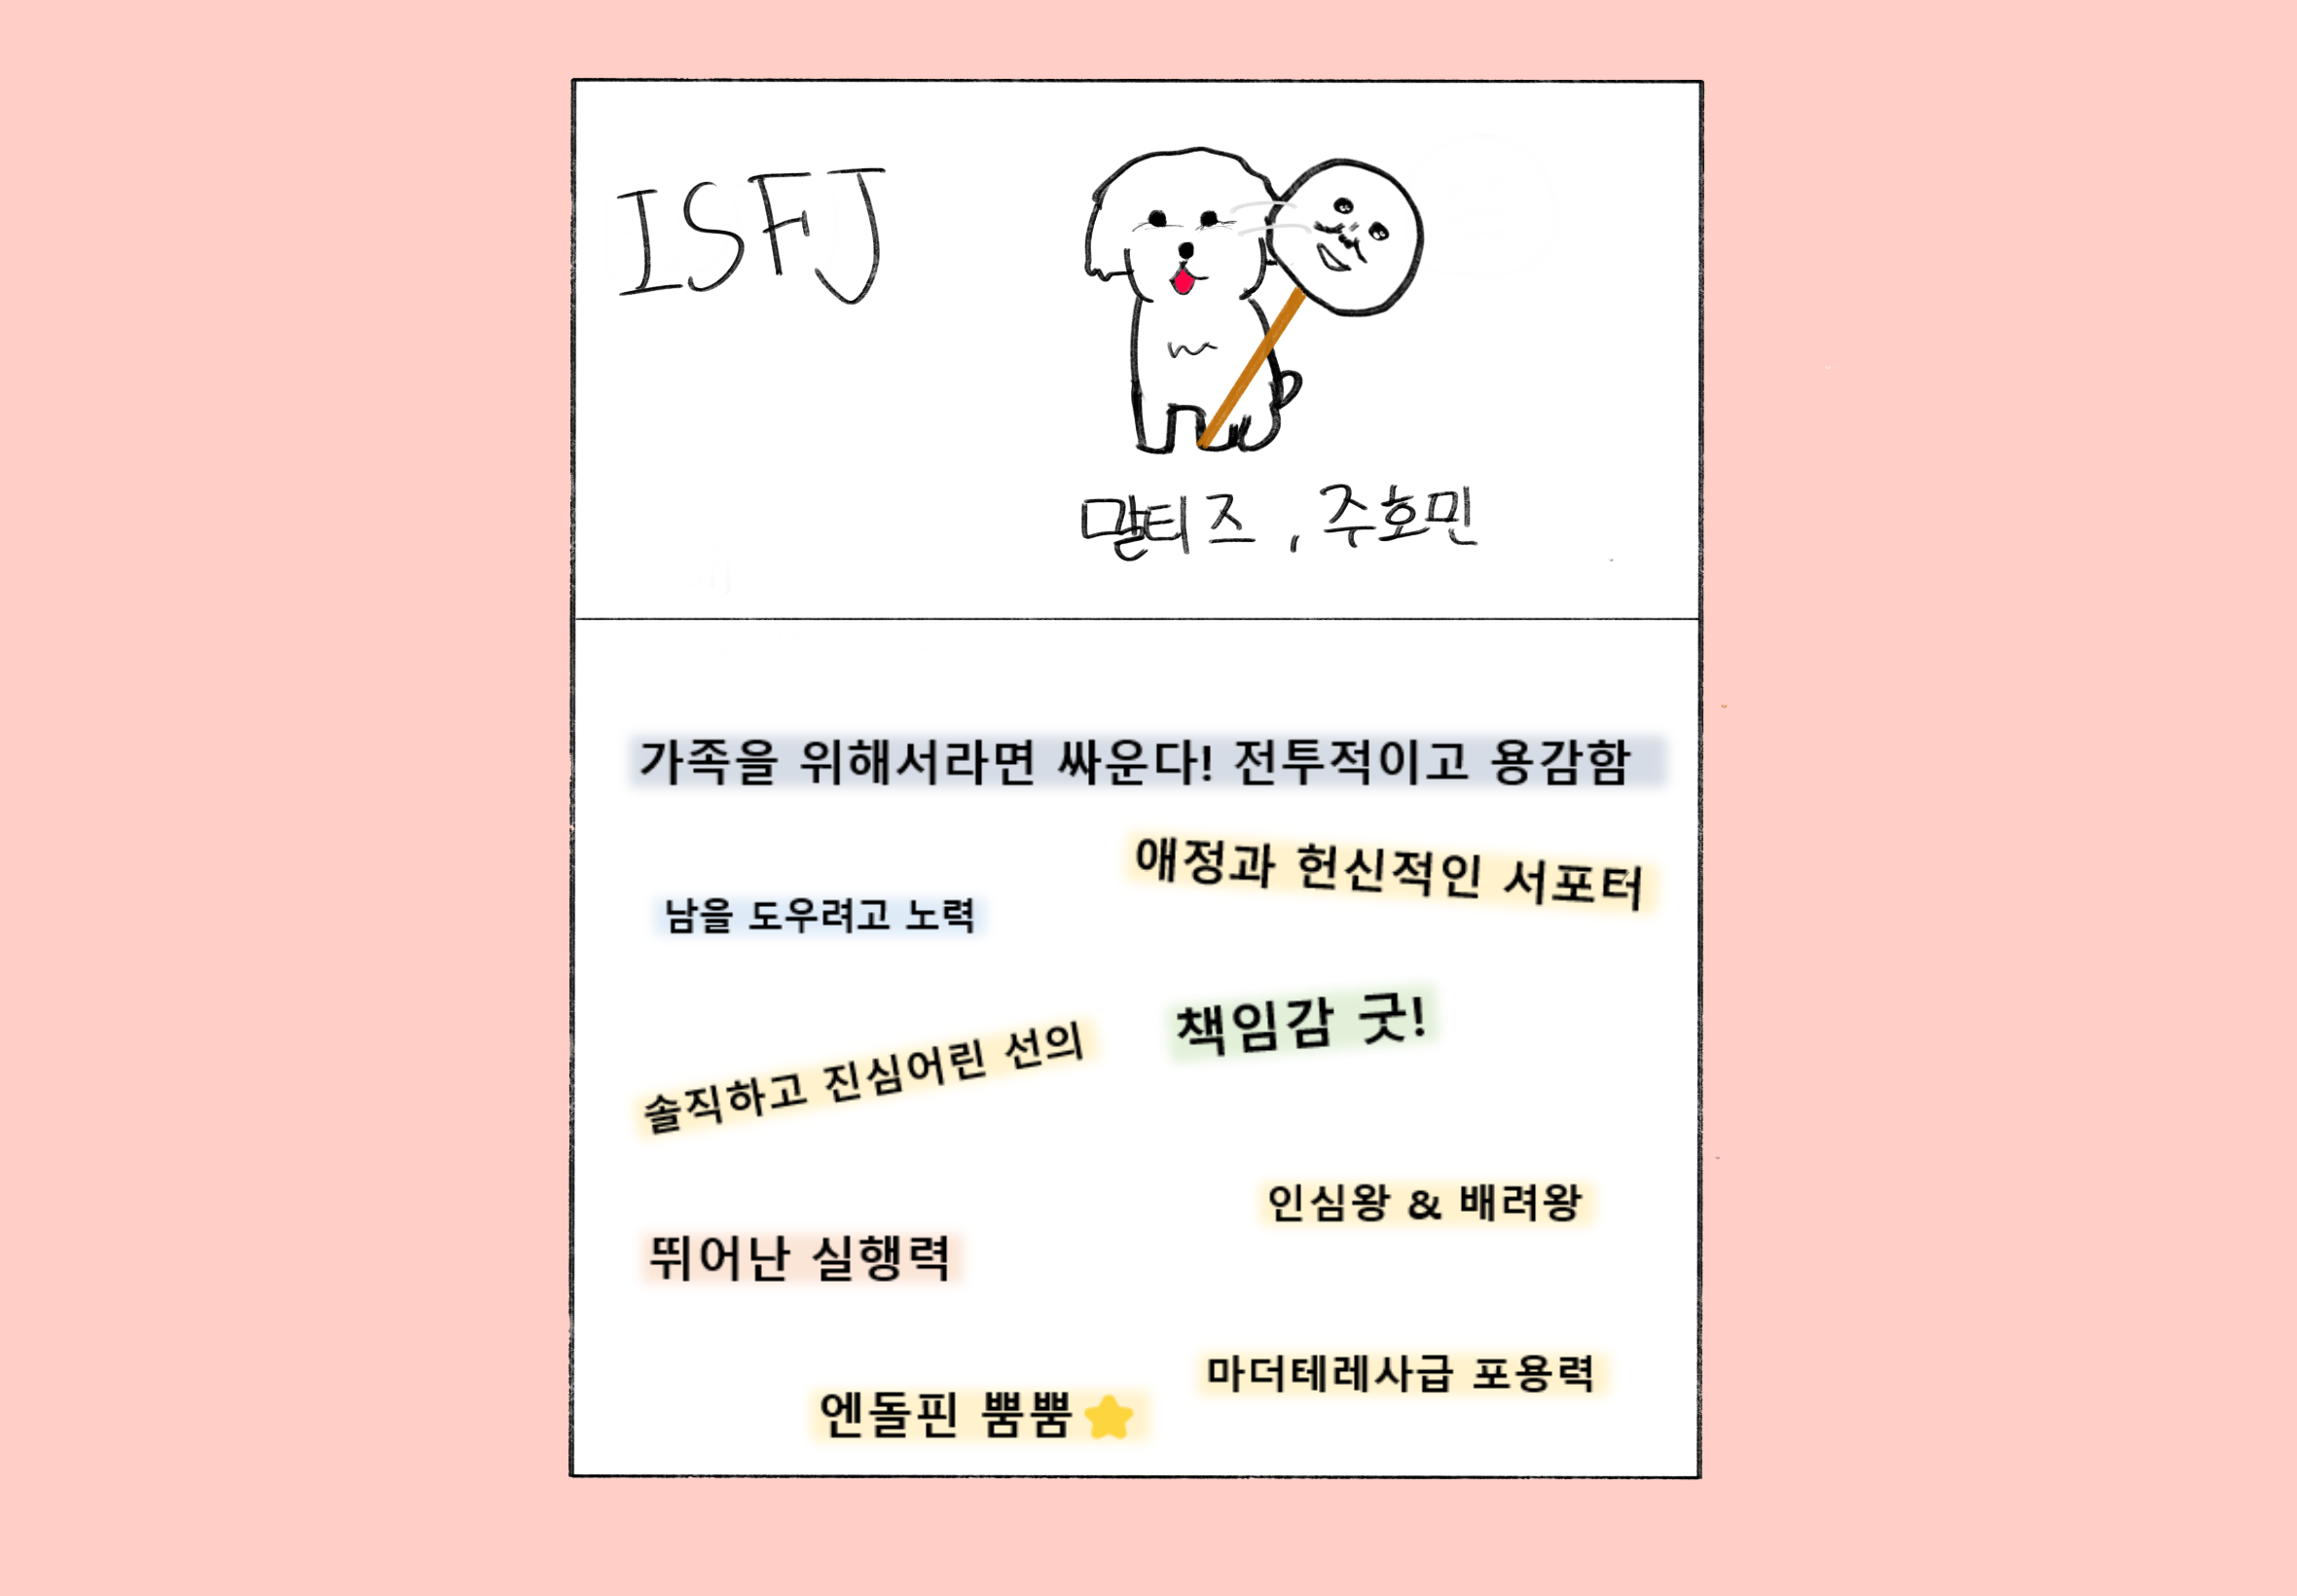 ISFJ
말티즈, 주호민
가족을 위해서라면 싸운다! 전투적이고 용감함
애정과 헌신적인 서포터
남을 도우려고 노력
책임감 굿!
솔직하고 진심어린 선의
인심왕 & 배려왕
뛰어난 실행력
마더테레사급 포용력
엔돌핀 뿜뿜